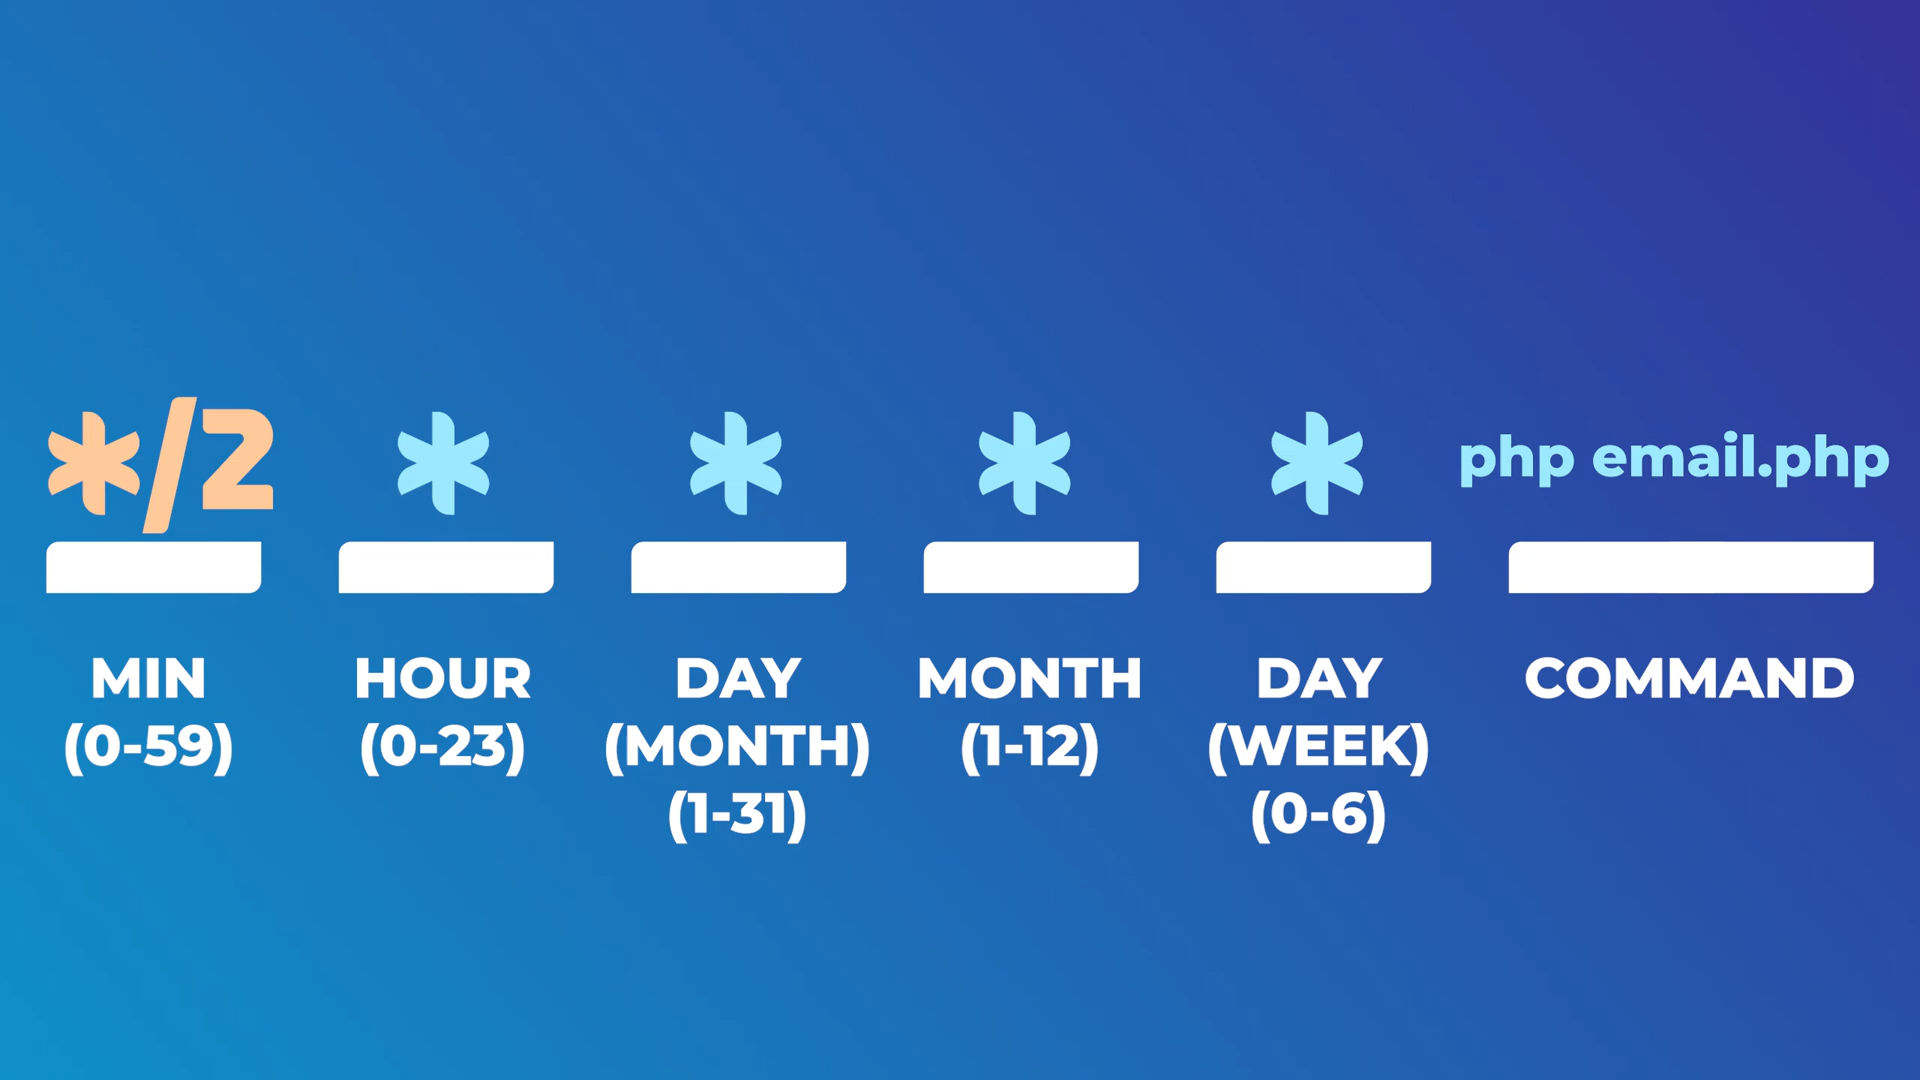 */2 * * * * php email.php
MIN HOUR DAY MONTH DAY COMMAND
(0-59) (0-23) (MONTH) (1-12) (WEEK)
(1-31) (0-6)